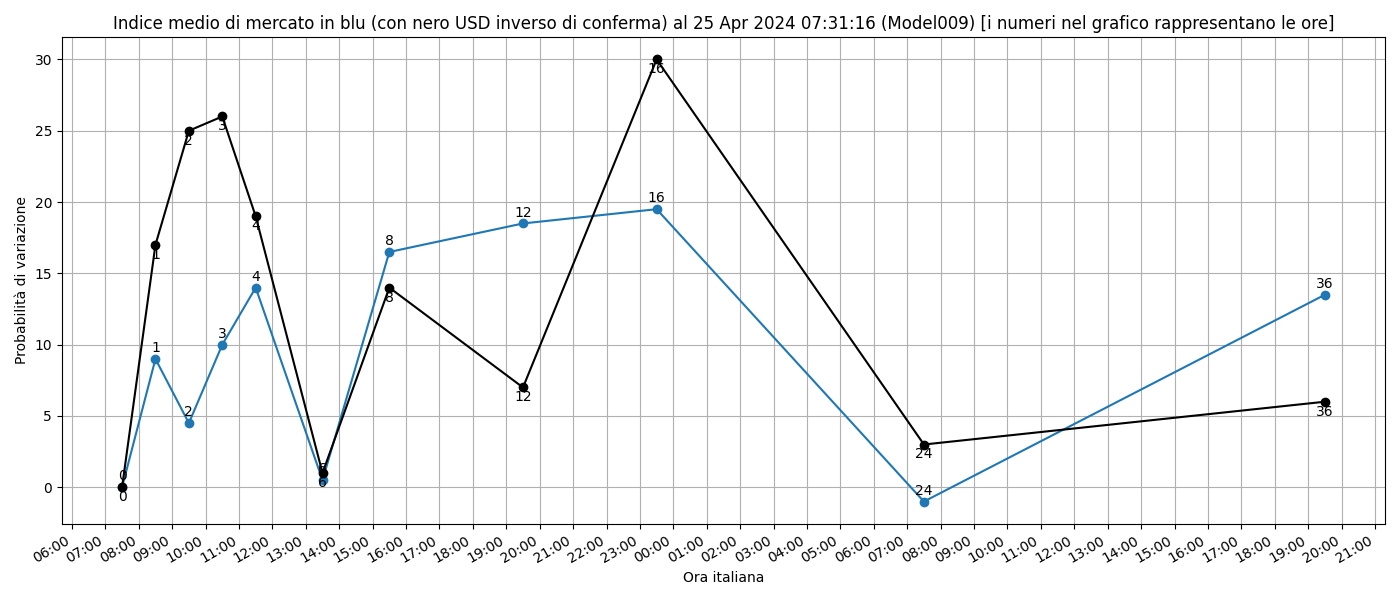 Indice medio di mercato in blu (con nero USD inverso di conferma) al 25 Apr 2024 07:31:16 (Model009) [i numeri nel grafico rappresentano le ore]
Probabilità di variazione
30
25
20
15
10
5
0
0 1 2 3 4 8 12 16 24 36
0 1 2 3 4 6 8 12 16 24 36
06:00 07:00 08:00 09:00 10:00 11:00 12:00 13:00 14:00 15:00 16:00 17:00 18:00 19:00 20:00 21:00 22:00 23:00 00:00 01:00 02:00 03:00 04:00 05:00 06:00 07:00 08:00 09:00 10:00 11:00 12:00 13:00 14:00 15:00 16:00 17:00 18:00 19:00 20:00 21:00
Ora italiana